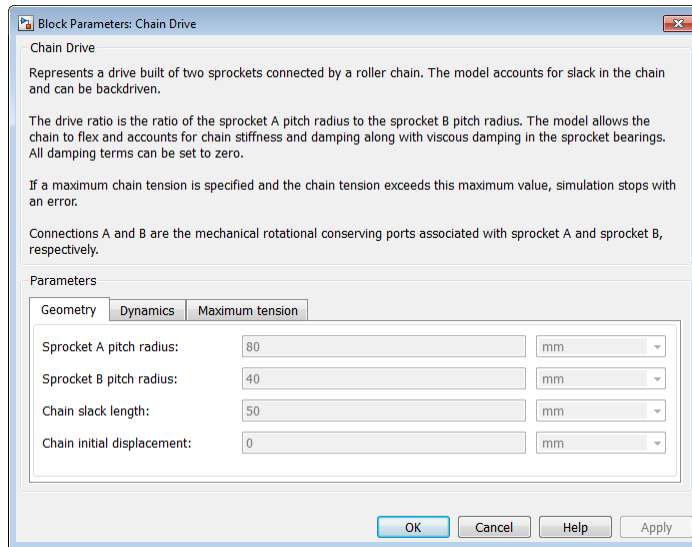 Block Parameters: Chain Drive
Chain Drive
Represents a drive built of two sprockets connected by a roller chain. The model accounts for slack in the chain
and can be backdriven.
The drive ratio is the ratio of the sprocket A pitch radius to the sprocket B pitch radius. The model allows the
chain to flex and accounts for chain stiffness and damping along with viscous damping in the sprocket bearings.
All damping terms can be set to zero.
If a maximum chain tension is specified and the chain tension exceeds this maximum value, simulation stops with
an error.
Connections A and B are the mechanical rotational conserving ports associated with sprocket A and sprocket B,
respectively.
Parameters
Geometry Dynamics Maximum tension
Sprocket A pitch radius: 80 mm
Sprocket B pitch radius: 40 mm
Chain slack length: 50 mm
Chain initial displacement: 0 mm
OK Cancel Help Apply